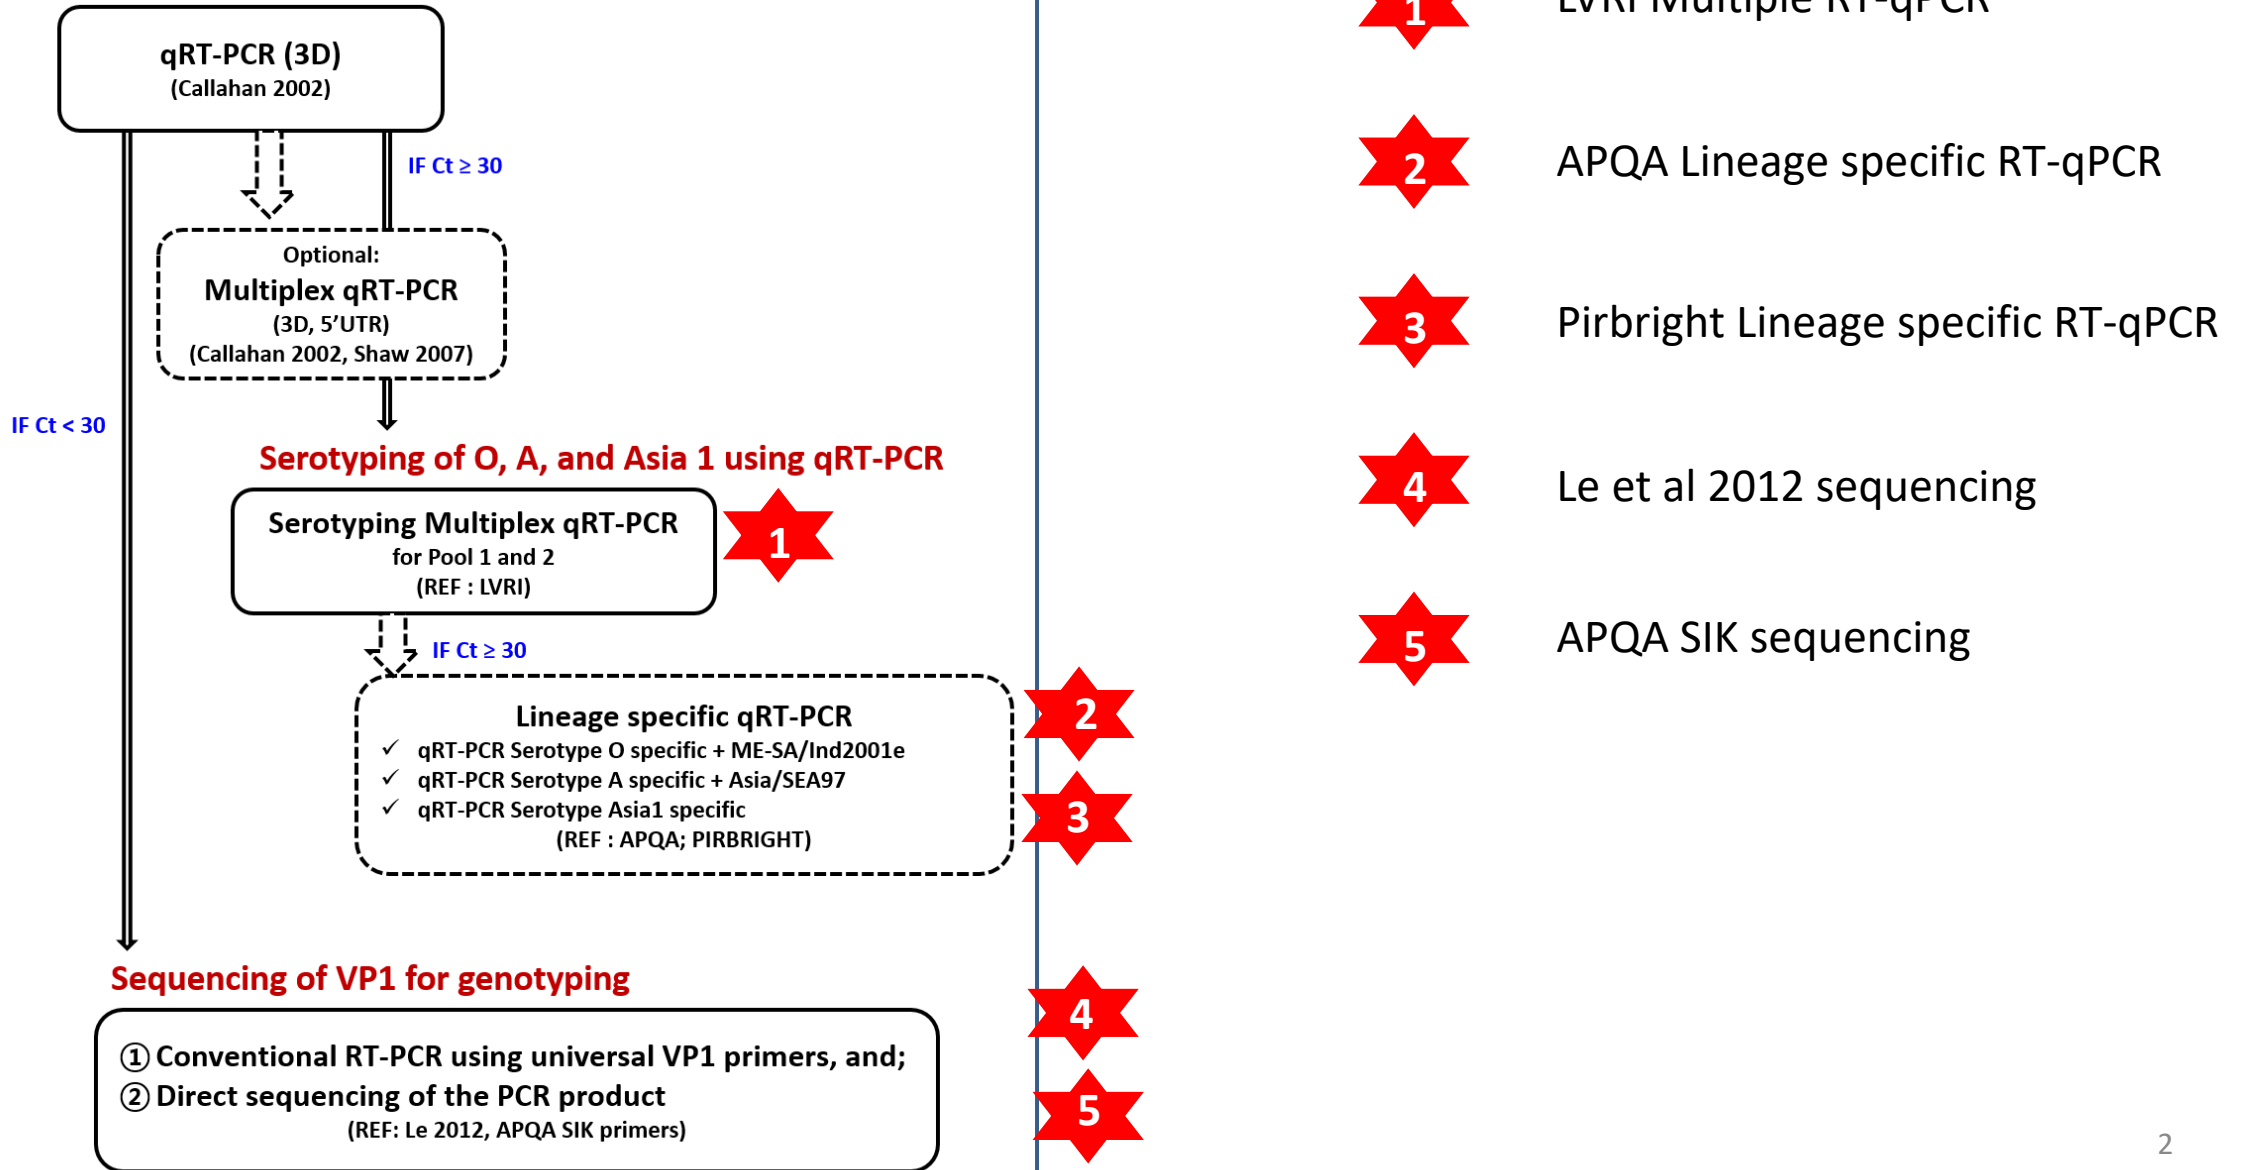 qRT-PCR (3D)
(Callahan 2002)
IF Ct ≥ 30
Optional:
Multiplex qRT-PCR
(3D, 5’UTR)
(Callahan 2002, Shaw 2007)
IF Ct < 30
Serotyping of O, A, and Asia 1 using qRT-PCR
Serotyping Multiplex qRT-PCR
for Pool 1 and 2
(REF : LVRI)
1
IF Ct ≥ 30
Lineage specific qRT-PCR
✓ qRT-PCR Serotype O specific + ME-SA/Ind2001e
✓ qRT-PCR Serotype A specific + Asia/SEA97
✓ qRT-PCR Serotype Asia1 specific
(REF : APQA; PIRBRIGHT)
2
3
Sequencing of VP1 for genotyping
① Conventional RT-PCR using universal VP1 primers, and;
② Direct sequencing of the PCR product
(REF: Le 2012, APQA SIK primers)
4
5
1 LVRI Multiple RT-qPCR
2 APQA Lineage specific RT-qPCR
3 Pirbright Lineage specific RT-qPCR
4 Le et al 2012 sequencing
5 APQA SIK sequencing
2